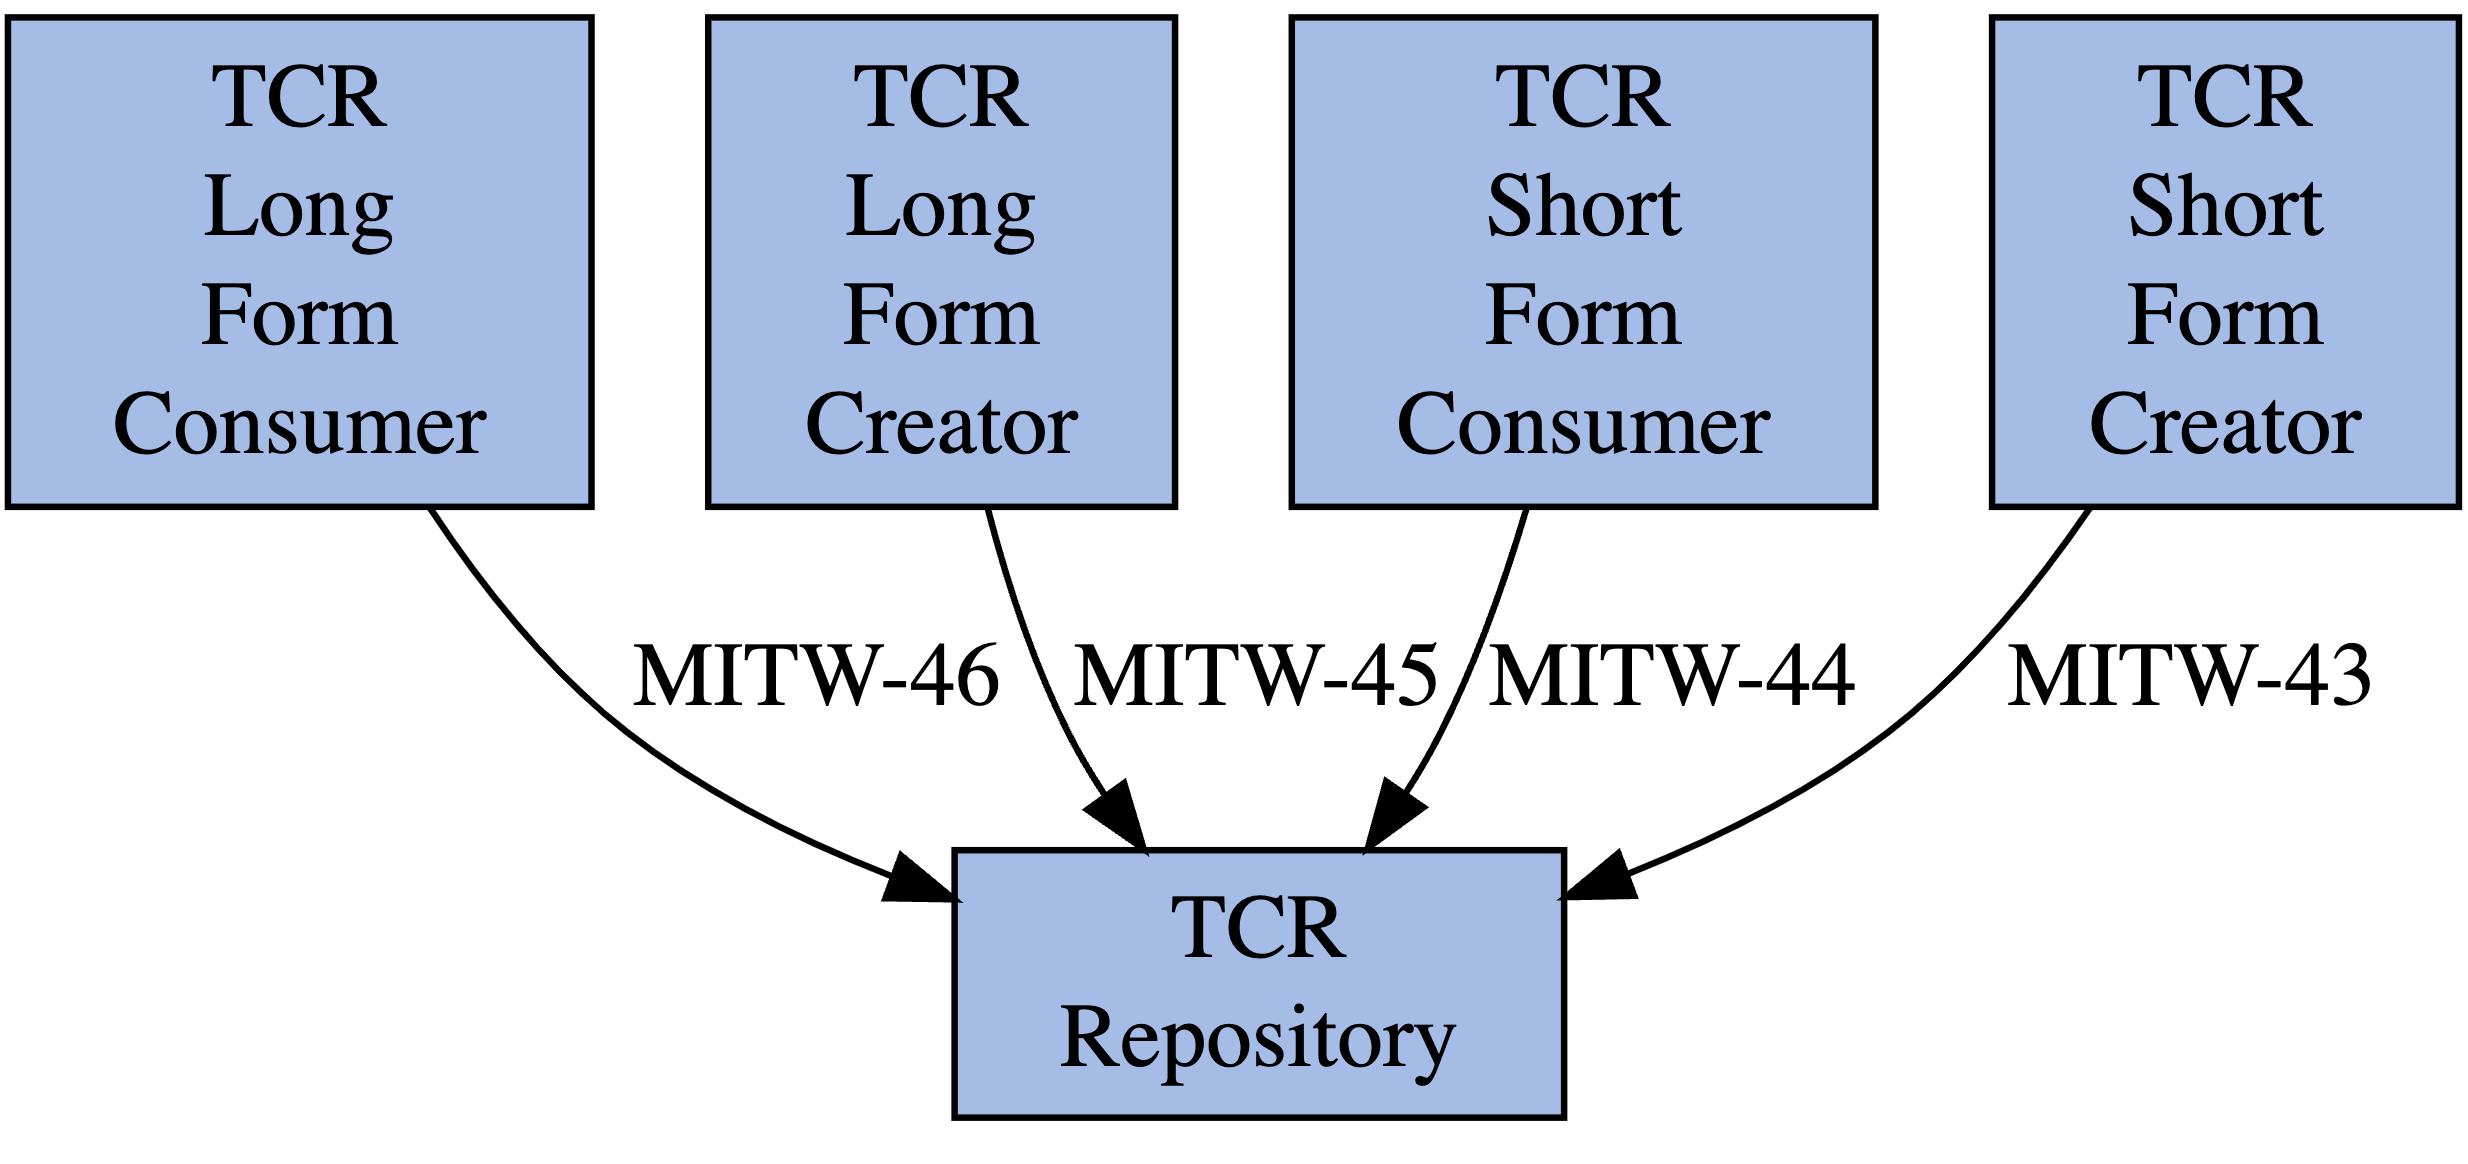 TCR
Long
Form
Consumer
TCR
Long
Form
Creator
TCR
Short
Form
Consumer
TCR
Short
Form
Creator
MITW-46
MITW-45
MITW-44
MITW-43
TCR
Repository